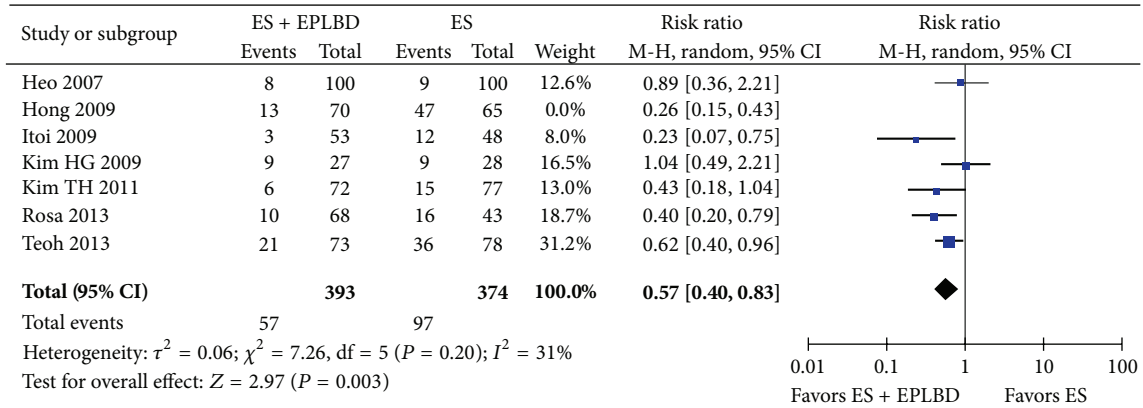 Study or subgroup ES + EPLBD ES Risk ratio Risk ratio
Events Total Events Total Weight M-H, random, 95% CI M-H, random, 95% CI
Heo 2007 8 100 9 100 12.6% 0.89 [0.36, 2.21]
Hong 2009 13 70 47 65 0.0% 0.26 [0.15, 0.43]
Itoi 2009 3 53 12 48 8.0% 0.23 [0.07, 0.75]
Kim HG 2009 9 27 9 28 16.5% 1.04 [0.49, 2.21]
Kim TH 2011 6 72 15 77 13.0% 0.43 [0.18, 1.04]
Rosa 2013 10 68 16 43 18.7% 0.40 [0.20, 0.79]
Teoh 2013 21 73 36 78 31.2% 0.62 [0.40, 0.96]
Total (95% CI) 393 374 100.0% 0.57 [0.40, 0.83]
Total events 57 97
Heterogeneity: τ² = 0.06; χ² = 7.26, df = 5 (P = 0.20); I² = 31%
Test for overall effect: Z = 2.97 (P = 0.003)
0.01 0.1 1 10 100
Favors ES + EPLBD Favors ES